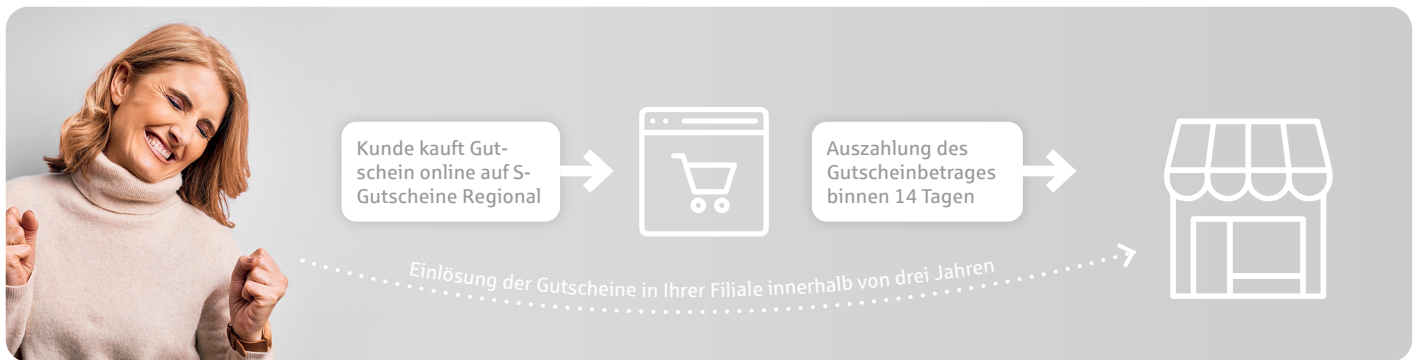 Kunde kauft Gut-
schein online auf S-
Gutscheine Regional
Auszahlung des
Gutscheinbetrages
binnen 14 Tagen
Einlösung der Gutscheine in Ihrer Filiale innerhalb von drei Jahren